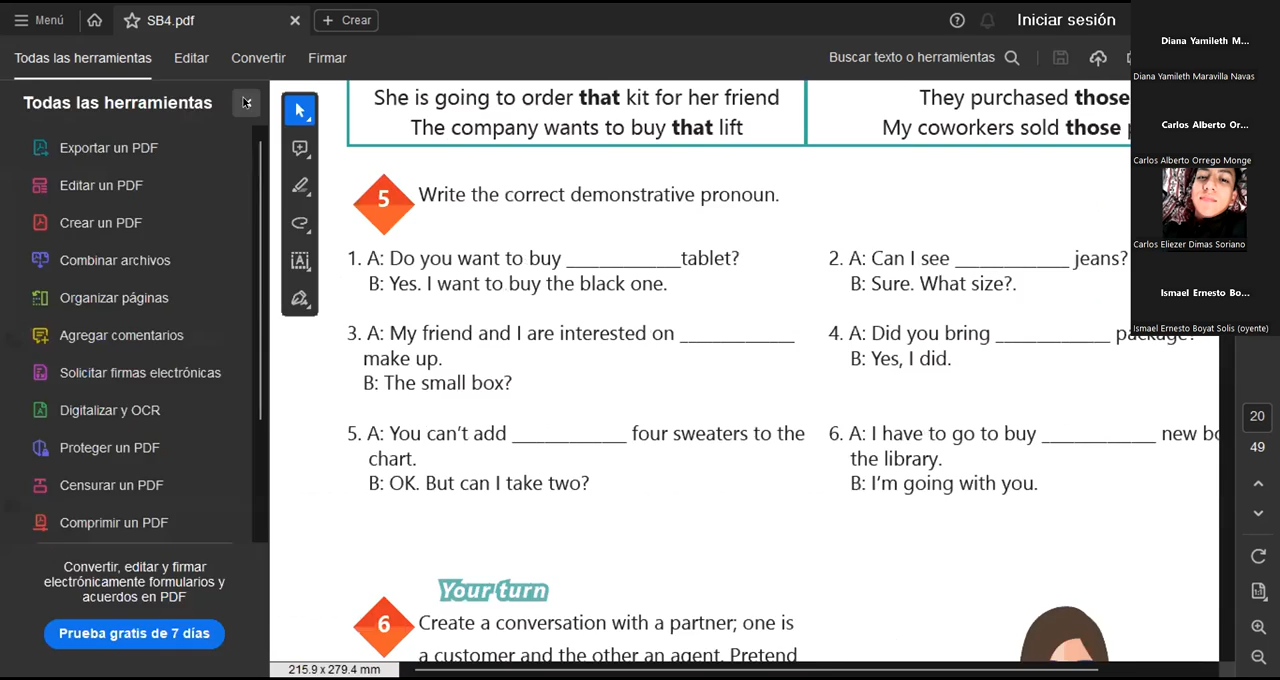 Menú
SB4.pdf
Crear
Iniciar sesión
Todas las herramientas
Editar
Convertir
Firmar
Buscar texto o herramientas
Todas las herramientas
Exportar un PDF
Editar un PDF
Crear un PDF
Combinar archivos
Organizar páginas
Agregar comentarios
Solicitar firmas electrónicas
Digitalizar y OCR
Proteger un PDF
Censurar un PDF
Comprimir un PDF
Convertir, editar y firmar
electrónicamente formularios y
acuerdos en PDF
Prueba gratis de 7 días
She is going to order that kit for her friend
The company wants to buy that lift
They purchased those
My coworkers sold those
5 Write the correct demonstrative pronoun.
1. A: Do you want to buy ____________tablet?
B: Yes. I want to buy the black one.
2. A: Can I see ____________ jeans?
B: Sure. What size?.
3. A: My friend and I are interested on ____________
make up.
B: The small box?
4. A: Did you bring ____________ package?
B: Yes, I did.
5. A: You can't add ____________ four sweaters to the
chart.
B: OK. But can I take two?
6. A: I have to go to buy ____________ new
the library.
B: I'm going with you.
Your turn
6 Create a conversation with a partner; one is
a customer and the other an agent. Pretend
215.9 x 279.4 mm
20
49
Diana Yamileth M...
Diana Yamileth Maravilla Navas
Carlos Alberto Or...
Carlos Alberto Orrego Monge
Carlos Eliezer Dimas Soriano
Ismael Ernesto Bo...
Ismael Ernesto Boyat Solis (oyente)